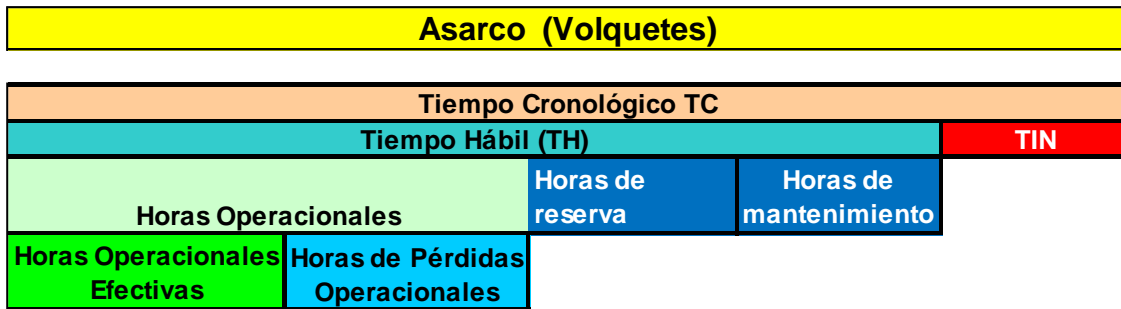 Asarco (Volquetes)
Tiempo Cronológico TC
Tiempo Hábil (TH)
TIN
Horas Operacionales
Horas de
reserva
Horas de
mantenimiento
Horas Operacionales
Efectivas
Horas de Pérdidas
Operacionales